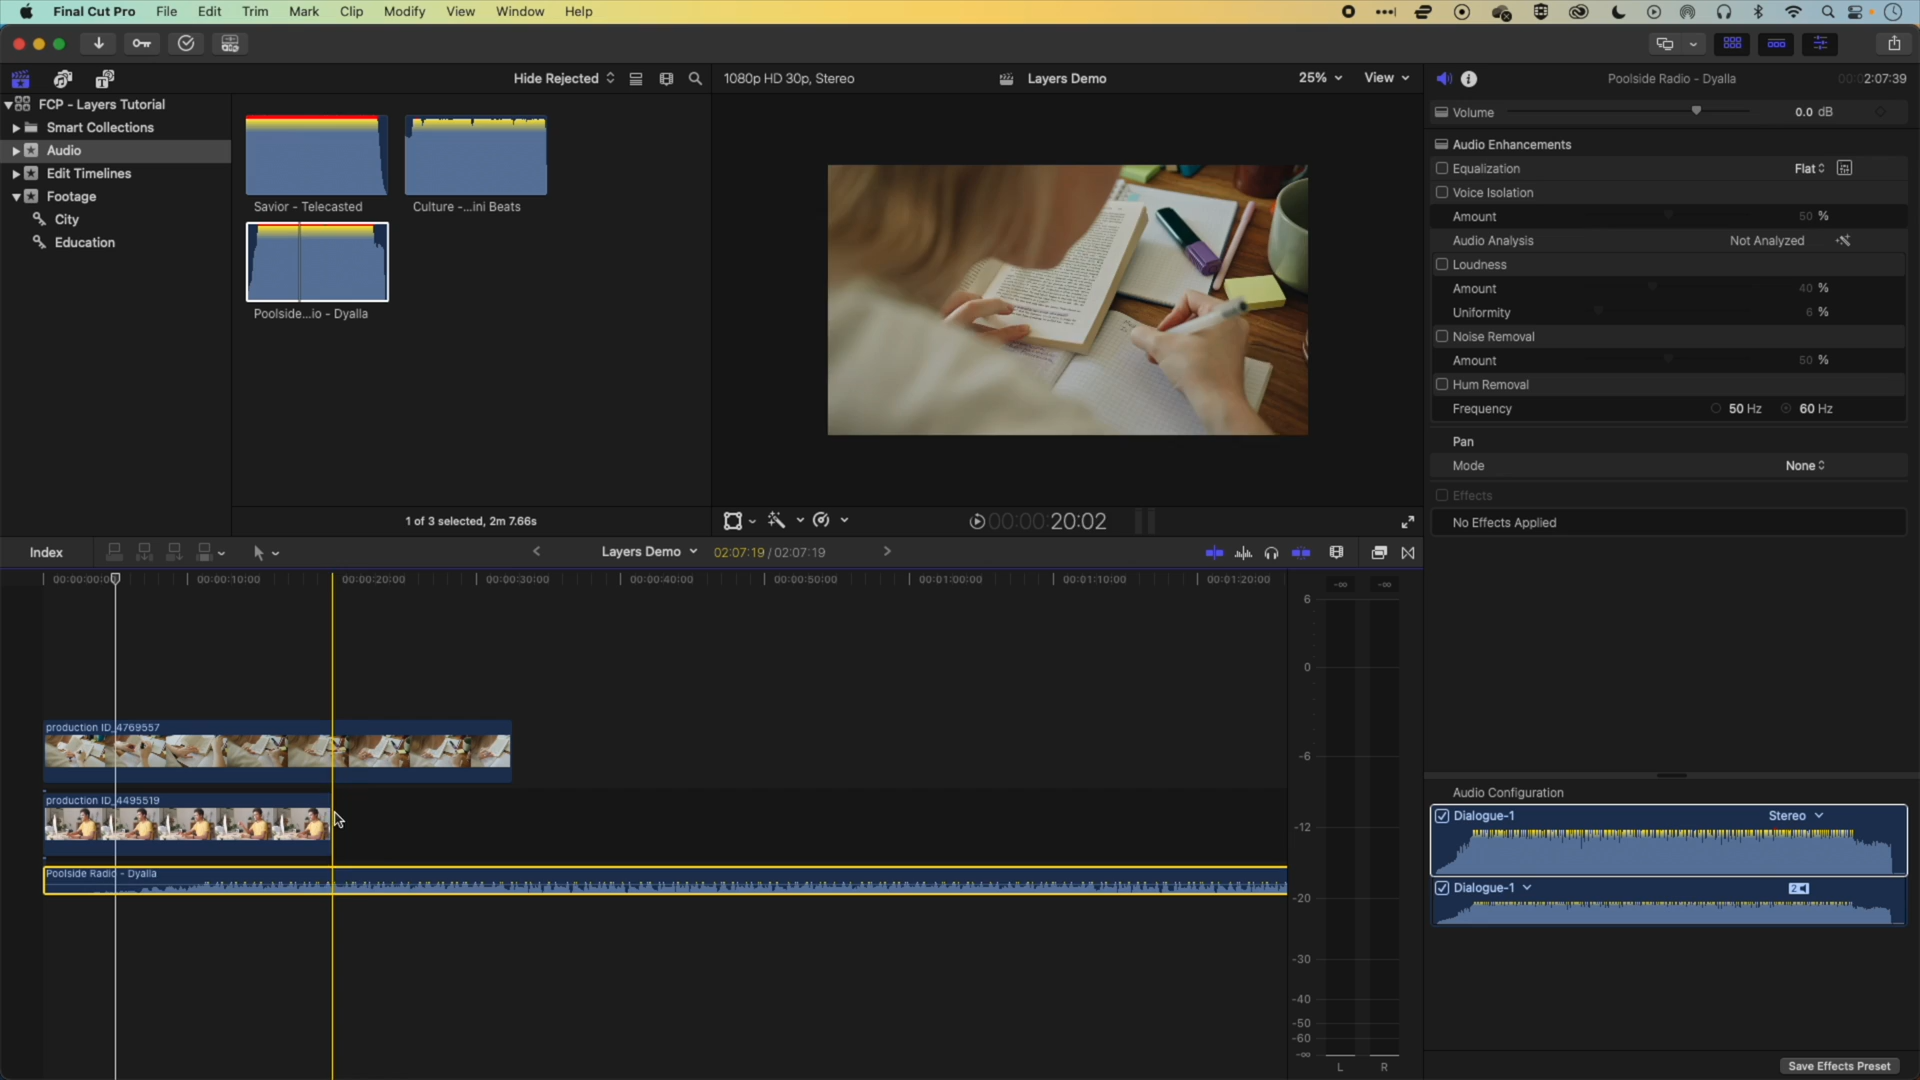 Final Cut Pro File Edit Trim Mark Clip Modify View Window Help
Hide Rejected
1080p HD 30p, Stereo
Layers Demo
25%
View
Poolside Radio - Dyalla
00:02:07:39
FCP - Layers Tutorial
Smart Collections
Audio
Edit Timelines
Footage
City
Education
Savior - Telecasted
Culture -...ini Beats
Poolside...io - Dyalla
1 of 3 selected, 2m 7.66s
00:00:20:02
Volume 0.0 dB
Audio Enhancements
Equalization Flat
Voice Isolation
Amount 50 %
Audio Analysis Not Analyzed
Loudness
Amount 40 %
Uniformity 6 %
Noise Removal
Amount 50 %
Hum Removal
Frequency 50 Hz 60 Hz
Pan
Mode None
Effects
No Effects Applied
Index
Layers Demo
02:07:19 / 02:07:19
00:00:10:00 00:00:20:00 00:00:30:00 00:00:40:00 00:00:50:00 00:01:00:00 00:01:10:00 00:01:20:00
production ID_4769557
production ID_4495519
Poolside Radio - Dyalla
-∞ -∞
6
0
-6
-12
-20
-30
-40
-50
-60
-∞
L R
Audio Configuration
Dialogue-1 Stereo
Dialogue-1 2
Save Effects Preset